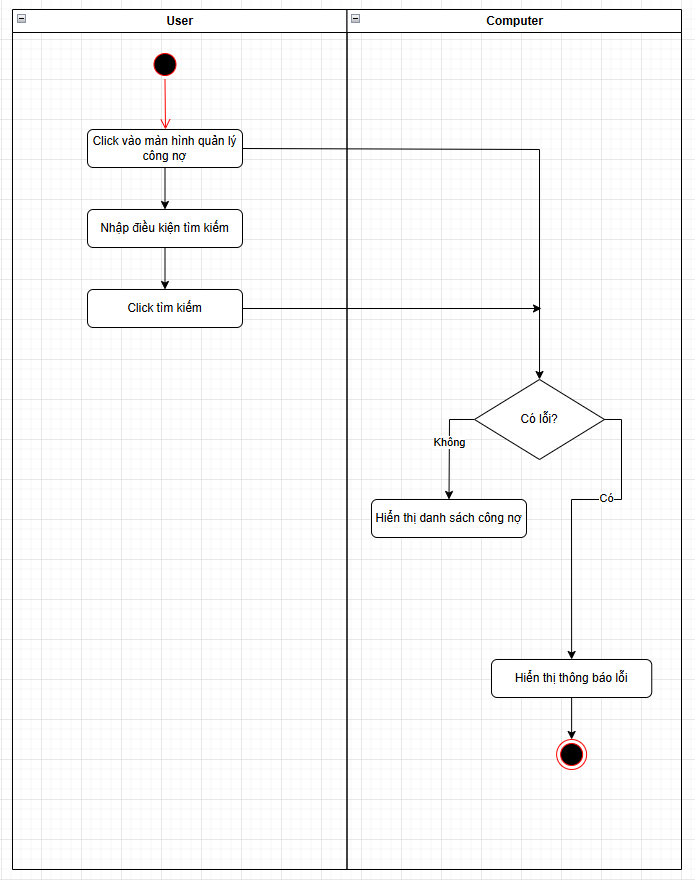 User
Computer
Click vào màn hình quản lý
công nợ
Nhập điều kiện tìm kiếm
Click tìm kiếm
Có lỗi?
Không
Có
Hiển thị danh sách công nợ
Hiển thị thông báo lỗi